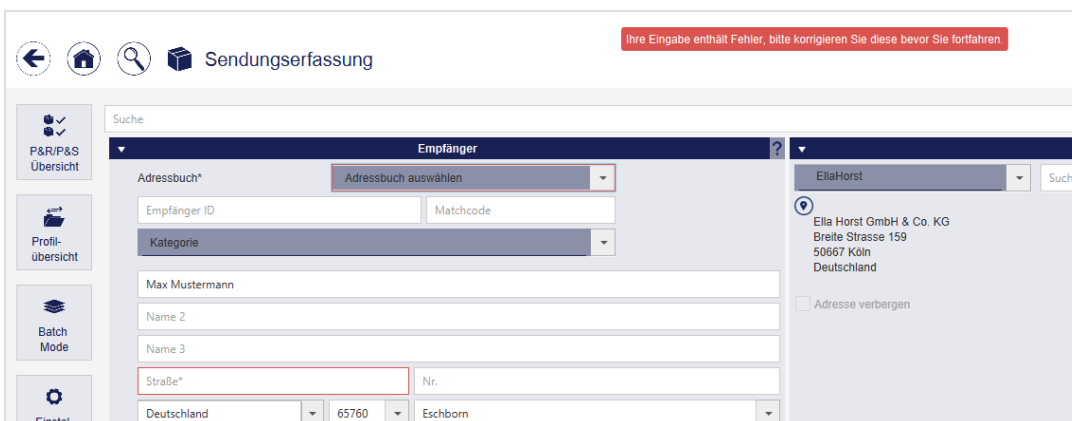 Sendungserfassung
Ihre Eingabe enthält Fehler, bitte korrigieren Sie diese bevor Sie fortfahren.
P&R/P&S
Übersicht
Profil-
übersicht
Batch
Mode
Einstel-
Suche
Empfänger
?
Adressbuch*
Adressbuch auswählen
Empfänger ID
Matchcode
Kategorie
Max Mustermann
Name 2
Name 3
Straße*
Nr.
Deutschland
65760
Eschborn
EllaHorst
Such
Ella Horst GmbH & Co. KG
Breite Strasse 159
50667 Köln
Deutschland
Adresse verbergen